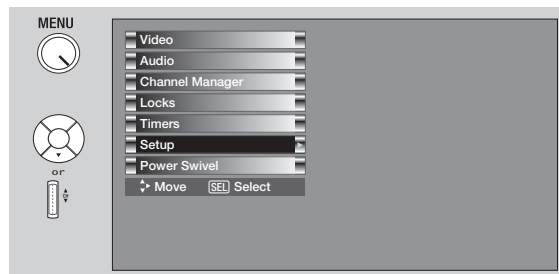 MENU
Video
Audio
Channel Manager
Locks
Timers
Setup
Power Swivel
Move SEL Select
or